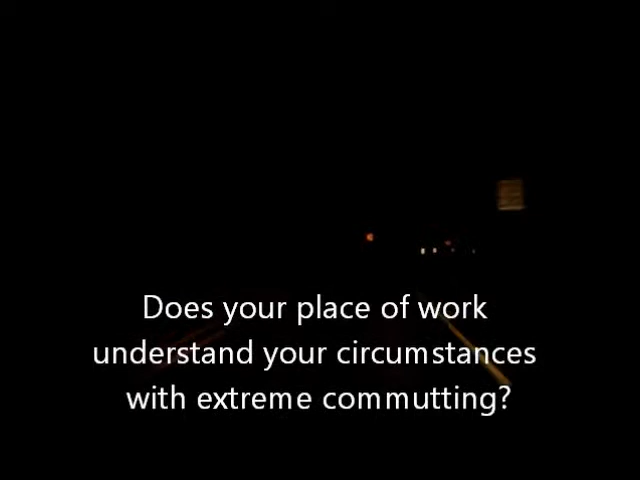 Does your place of work
understand your circumstances
with extreme commutting?